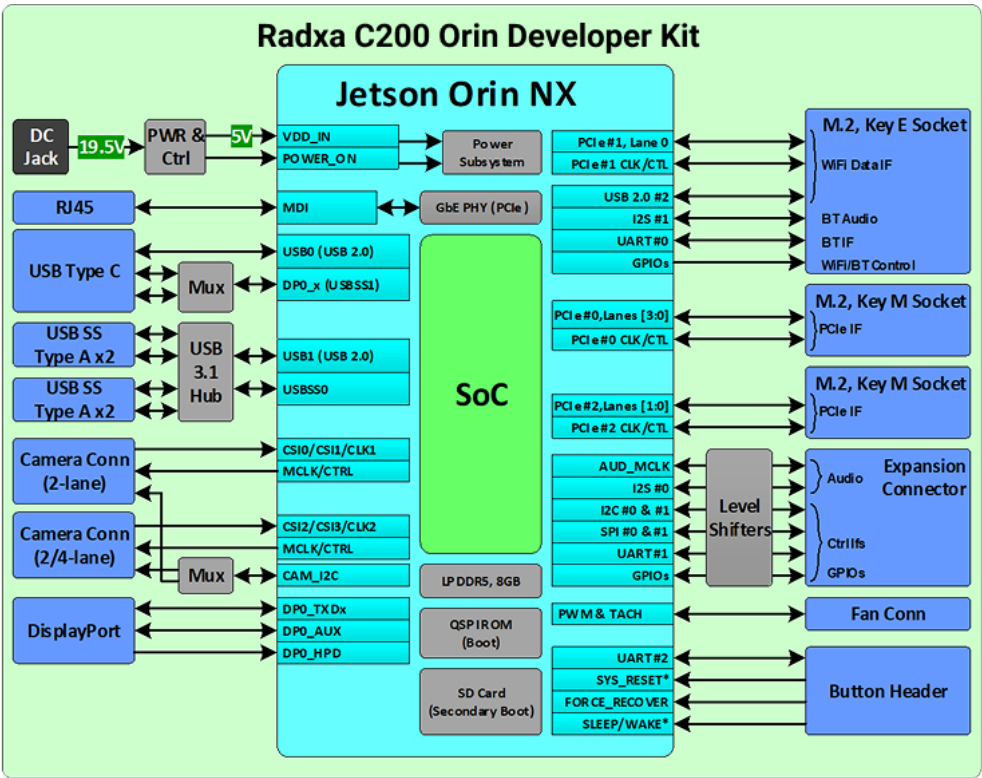 Radxa C200 Orin Developer Kit
Jetson Orin NX
DC
Jack
19.5V
PWR &
Ctrl
5V
VDD_IN
POWER_ON
Power
Subsystem
RJ45
MDI
GbE PHY (PCIe)
USB Type C
Mux
USB0 (USB 2.0)
DP0_x (USBSS1)
USB SS
Type A x2
USB SS
Type A x2
USB
3.1
Hub
USB1 (USB 2.0)
USBSS0
Camera Conn
(2-lane)
CSI0/CSI1/CLK1
MCLK/CTRL
Camera Conn
(2/4-lane)
CSI2/CSI3/CLK2
MCLK/CTRL
Mux
CAM_I2C
DisplayPort
DP0_TXDx
DP0_AUX
DP0_HPD
SoC
LPDDR5, 8GB
QSPI ROM
(Boot)
SD Card
(Secondary Boot)
PCIe #1, Lane 0
PCIe #1 CLK/CTL
USB 2.0 #2
I2S #1
UART#0
GPIOs
M.2, Key E Socket
WiFi Data IF
BT Audio
BT IF
WiFi/BT Control
PCIe #0,Lanes [3:0]
PCIe #0 CLK/CTL
M.2, Key M Socket
PCIe IF
PCIe #2,Lanes [1:0]
PCIe #2 CLK/CTL
M.2, Key M Socket
PCIe IF
AUD_MCLK
I2S #0
I2C #0 & #1
SPI #0 & #1
UART#1
GPIOs
Level
Shifters
Expansion
Connector
Audio
Ctrl Ifs
GPIOs
PWM & TACH
Fan Conn
UART#2
SYS_RESET*
FORCE_RECOVER
SLEEP/WAKE*
Button Header